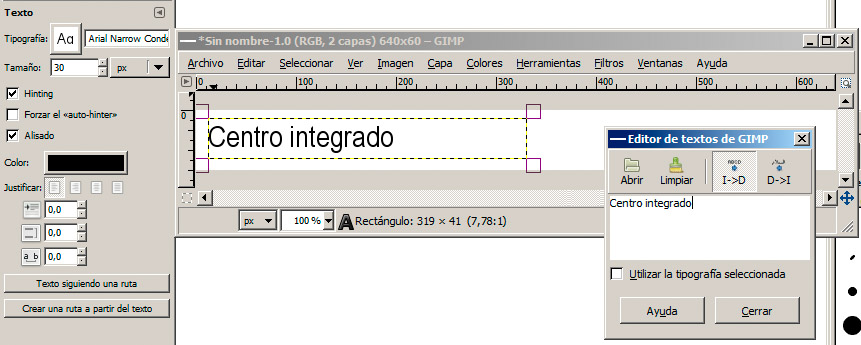 Texto
Tipografía: Aa Arial Narrow Conde
Tamaño: 30 px
Hinting
Forzar el «auto-hinter»
Alisado
Color:
Justificar:
0,0
0,0
a_b 0,0
Texto siguiendo una ruta
Crear una ruta a partir del texto
*Sin nombre-1.0 (RGB, 2 capas) 640x60 – GIMP
Archivo Editar Seleccionar Ver Imagen Capa Colores Herramientas Filtros Ventanas Ayuda
0 100 200 300 400 500 600
0
Centro integrado
px 100 % A Rectángulo: 319 × 41 (7,78:1)
Editor de textos de GIMP
Abrir Limpiar I->D D->I
Centro integrado
Utilizar la tipografía seleccionada
Ayuda Cerrar